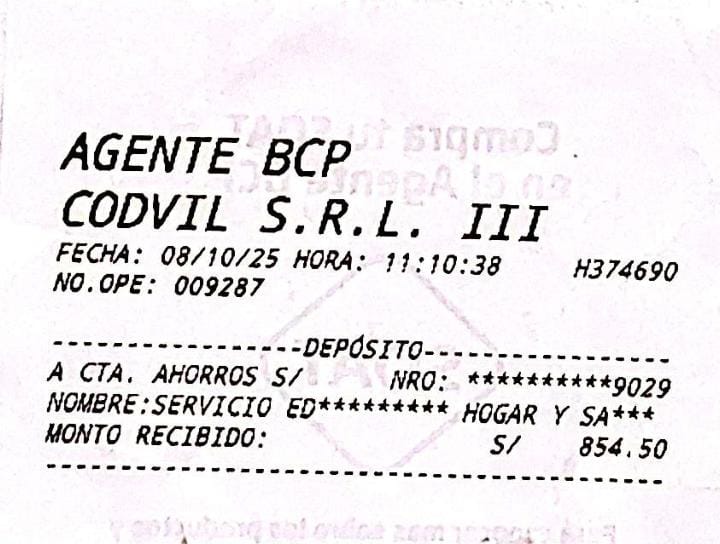 AGENTE BCP
CODVIL S.R.L. III
FECHA: 08/10/25 HORA: 11:10:38 H374690
NO.OPE: 009287
------------------DEPÓSITO------------------
A CTA. AHORROS S/ NRO: **********9029
NOMBRE:SERVICIO ED********* HOGAR Y SA***
MONTO RECIBIDO: S/ 854.50
--------------------------------------------